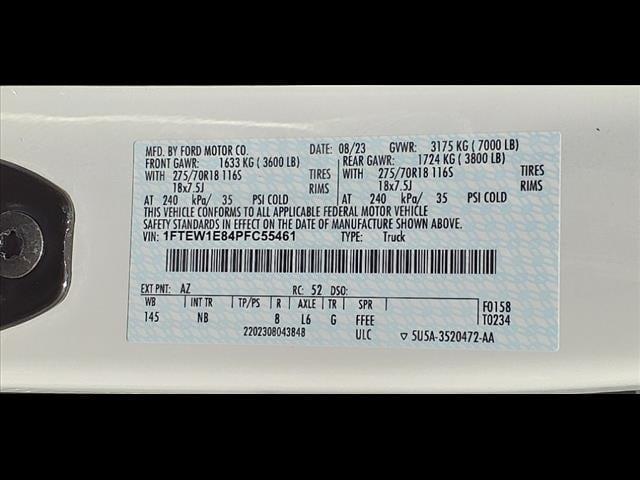 MFD. BY FORD MOTOR CO. DATE: 08/23 GVWR: 3175 KG ( 7000 LB)
FRONT GAWR: 1633 KG ( 3600 LB) REAR GAWR: 1724 KG ( 3800 LB)
WITH 275/70R18 116S TIRES WITH 275/70R18 116S TIRES
18x7.5J RIMS 18x7.5J RIMS
AT 240 kPa/ 35 PSI COLD AT 240 kPa/ 35 PSI COLD
THIS VEHICLE CONFORMS TO ALL APPLICABLE FEDERAL MOTOR VEHICLE
SAFETY STANDARDS IN EFFECT ON THE DATE OF MANUFACTURE SHOWN ABOVE.
VIN: 1FTEW1E84PFC55461 TYPE: Truck
EXT PNT: AZ RC: 52 DSO:
WB INT TR TP/PS R AXLE TR SPR F0158
145 NB 8 L6 G FFEE T0234
2202308043848 ULC 5U5A-3520472-AA